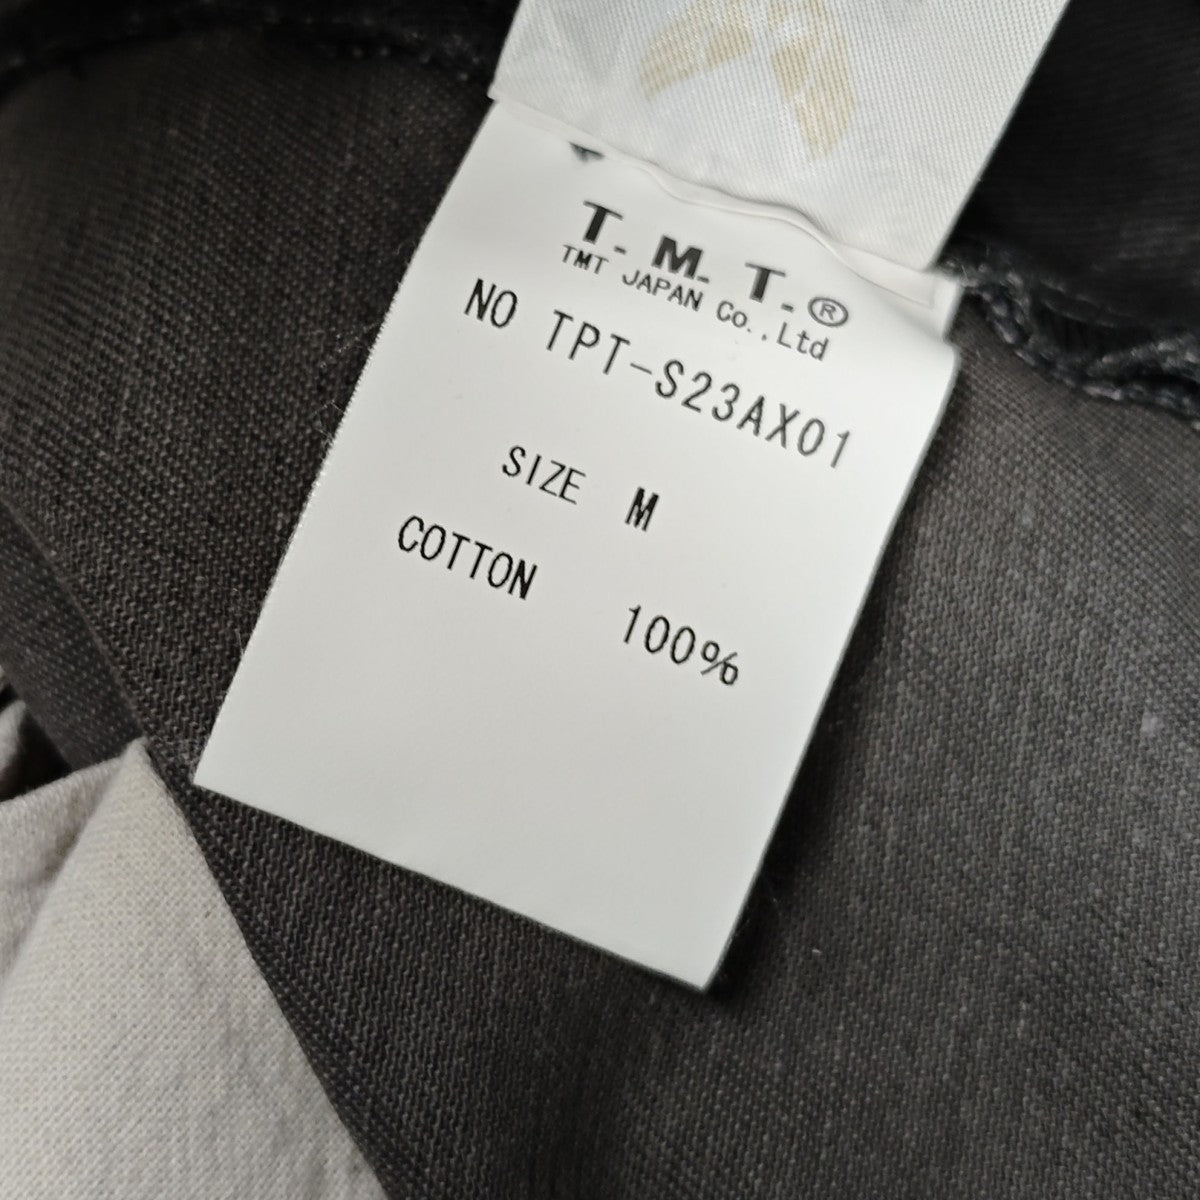 T.M.T.®
TMT JAPAN Co.,Ltd
NO TPT-S23AX01
SIZE M
COTTON 100%